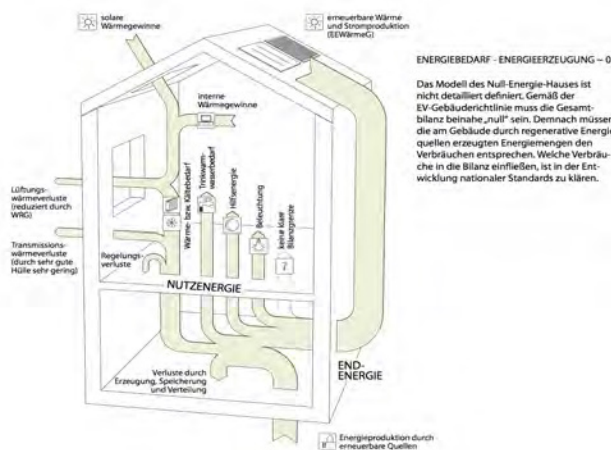 solare
Wärmegewinne
erneuerbare Wärme
und Stromproduktion
(EEWärmeG)
ENERGIEBEDARF - ENERGIEERZEUGUNG ~ 0
Das Modell des Null-Energie-Hauses ist
nicht detailliert definiert. Gemäß der
EV-Gebäuderichtlinie muss die Gesamt-
bilanz beinahe „null“ sein. Demnach müssen
die am Gebäude durch regenerative Energie
quellen erzeugten Energiemengen den
Verbräuchen entsprechen. Welche Verbräu-
che in die Bilanz einfließen, ist in der Ent-
wicklung nationaler Standards zu klären.
interne
Wärmegewinne
Lüftungs-
wärmeverluste
(reduziert durch
WRG)
Transmissions-
wärmeverluste
(durch sehr gute
Hülle sehr gering)
Regelungs-
verluste
Wärme- bzw. Kältebedarf
Trinkwarm-
wasserbedarf
Hilfsenergie
Beleuchtung
keine klare
Bilanzgrenze
?
NUTZENERGIE
Verluste durch
Erzeugung, Speicherung
und Verteilung
END-
ENERGIE
Energieproduktion durch
erneuerbare Quellen